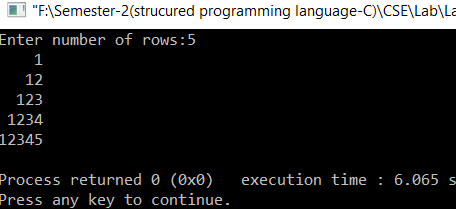 "F:\Semester-2(strucured programming language-C)\CSE\Lab\La
Enter number of rows:5
    1
   12
  123
 1234
12345
Process returned 0 (0x0)   execution time : 6.065 s
Press any key to continue.